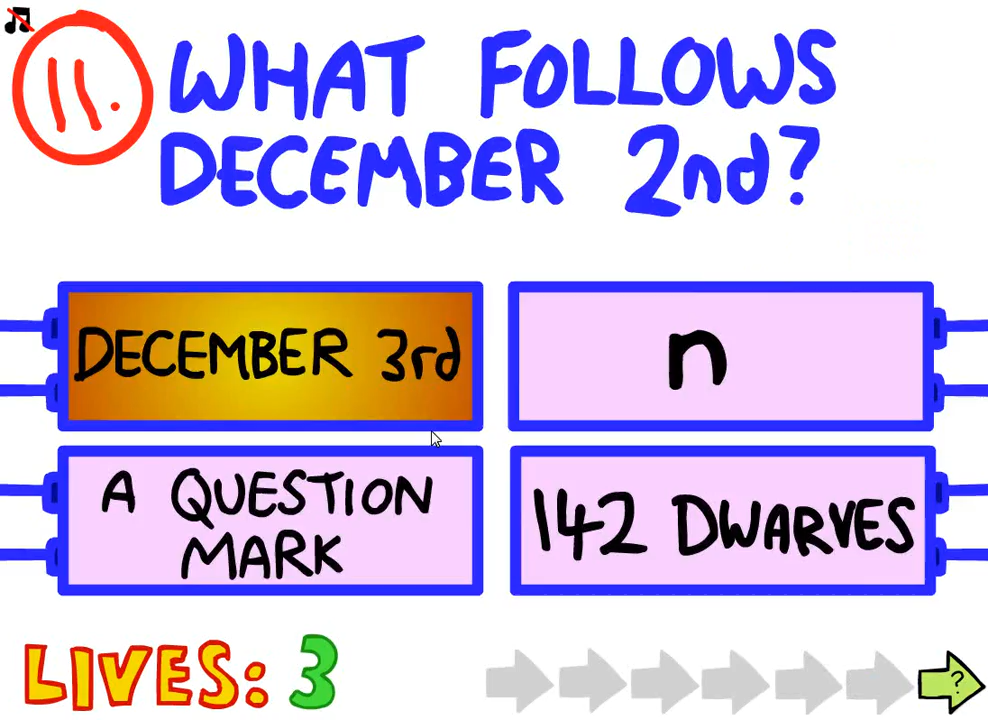 11.
WHAT FOLLOWS
DECEMBER 2nd?
DECEMBER 3rd
n
A QUESTION
MARK
142 DWARVES
LIVES: 3
?